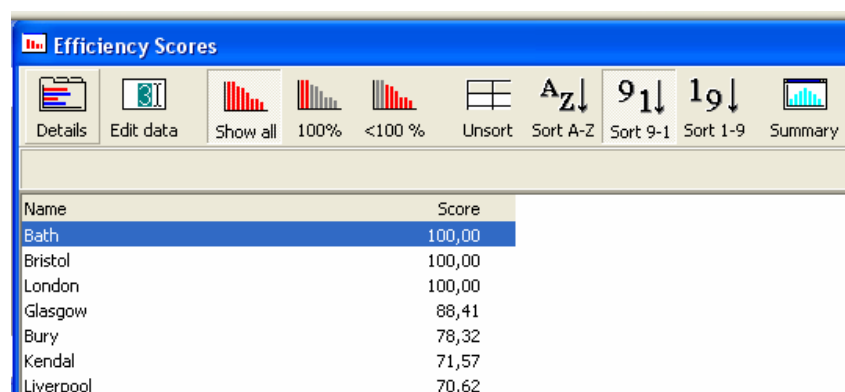 Efficiency Scores
Details Edit data Show all 100% <100 % Unsort Sort A-Z Sort 9-1 Sort 1-9 Summary
Name Score
Bath 100,00
Bristol 100,00
London 100,00
Glasgow 88,41
Bury 78,32
Kendal 71,57
Liverpool 70,62